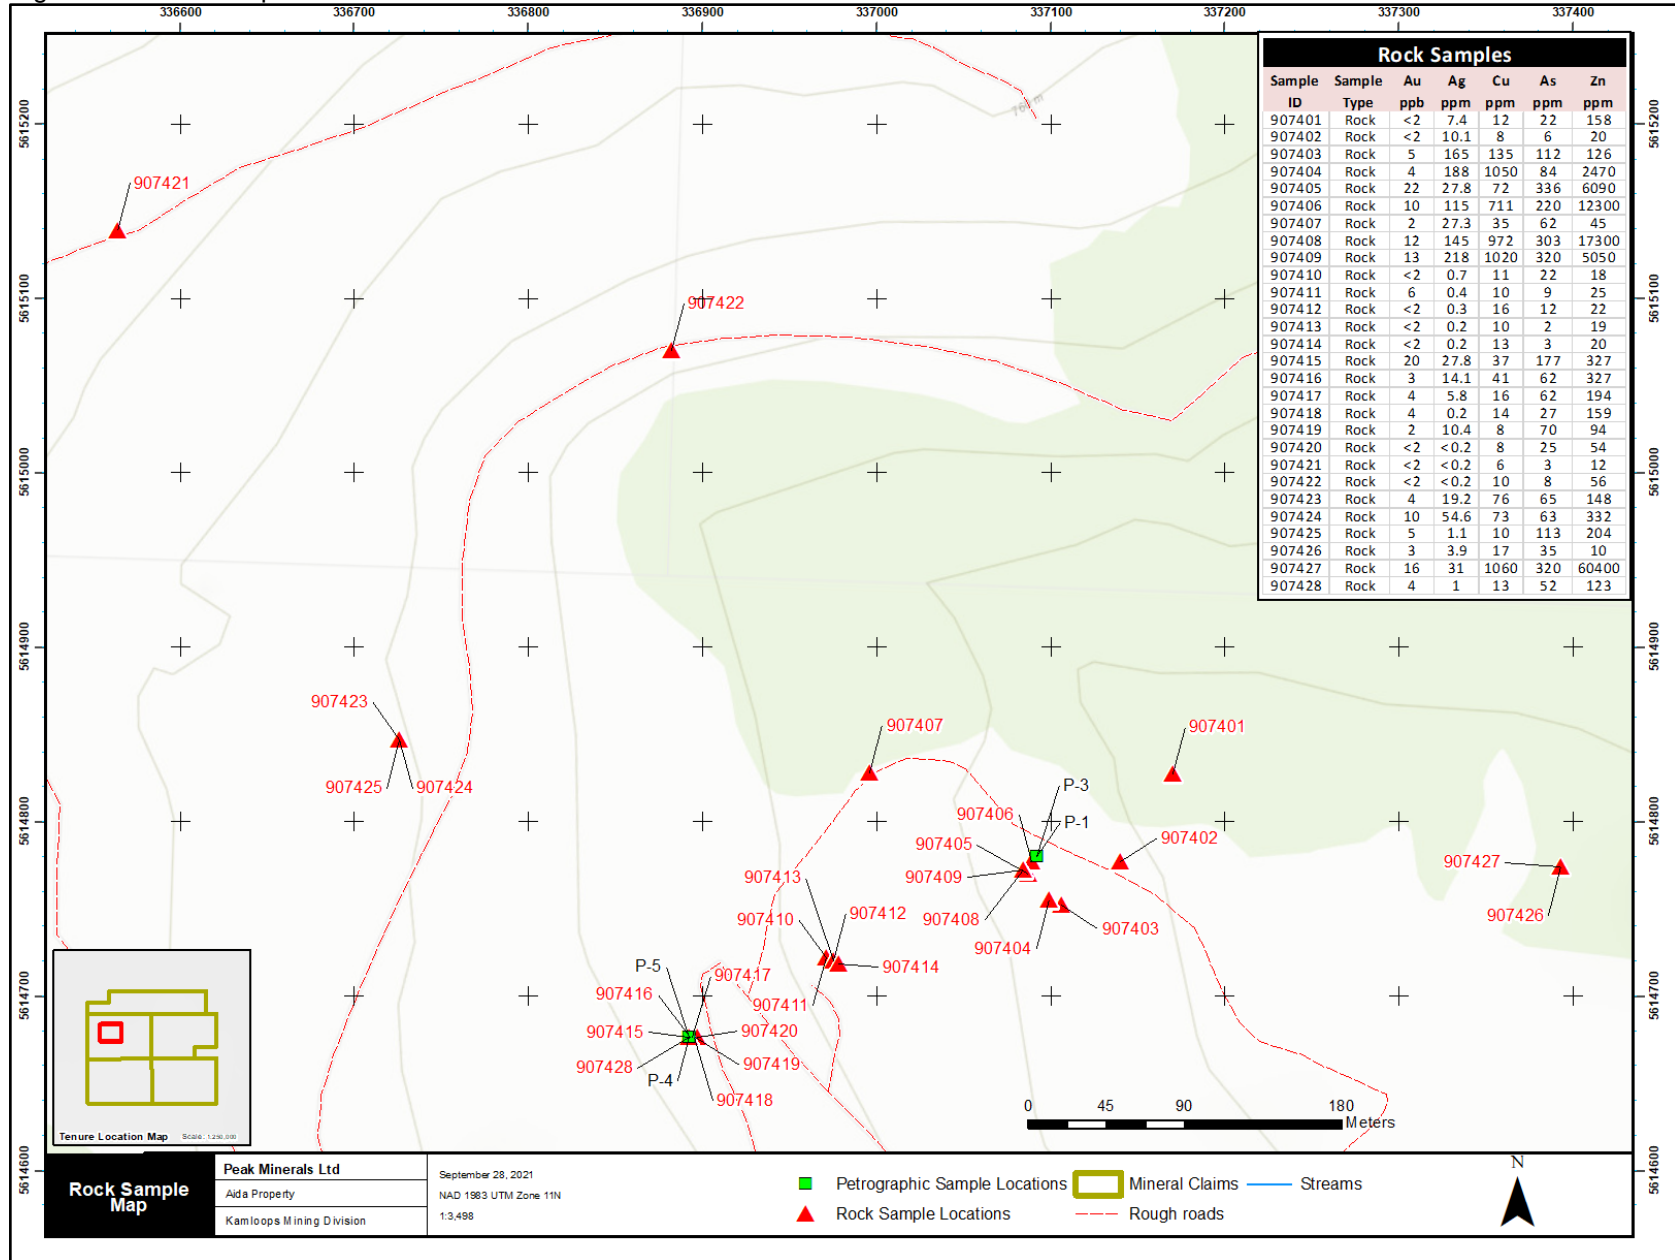 336600 336700 336800 336900 337000 337100 337200 337300 337400
Rock Samples
Sample Sample Au Ag Cu As Zn
ID Type ppb ppm ppm ppm ppm
907401 Rock <2 7.4 12 22 158
907402 Rock <2 10.1 8 6 20
907403 Rock 5 165 135 112 126
907404 Rock 4 188 1050 84 2470
907405 Rock 22 27.8 72 336 6090
907406 Rock 10 115 711 220 12300
907407 Rock 2 27.3 35 62 45
907408 Rock 12 145 972 303 17300
907409 Rock 13 218 1020 320 5050
907410 Rock <2 0.7 11 22 18
907411 Rock 6 0.4 10 9 25
907412 Rock <2 0.3 16 12 22
907413 Rock <2 0.2 10 2 19
907414 Rock <2 0.2 13 3 20
907415 Rock 20 27.8 37 177 327
907416 Rock 3 14.1 41 62 327
907417 Rock 4 5.8 16 62 194
907418 Rock 4 0.2 14 27 159
907419 Rock 2 10.4 8 70 94
907420 Rock <2 <0.2 8 25 54
907421 Rock <2 <0.2 6 3 12
907422 Rock <2 <0.2 10 8 56
907423 Rock 4 19.2 76 65 148
907424 Rock 10 54.6 73 63 332
907425 Rock 5 1.1 10 113 204
907426 Rock 3 3.9 17 35 10
907427 Rock 16 31 1060 320 60400
907428 Rock 4 1 13 52 123
5615200 5615200
907421
5615100 5615100
907422
5615000 5615000
5614900 5614900
907423
907425 907424
907407
907401
P-3
907406
P-1
5614800 5614800
907405
907402
907409
907408
907404
907403
907427
907426
907413
907410
907412
907414
907411
P-5
907417
907416
5614700 5614700
907415
907420
907428
907419
P-4
907418
0 45 90 180
Meters
Tenure Location Map Scale: 1:250,000
5614600 5614600
Rock Sample
Map
Peak Minerals Ltd
Aida Property
Kamloops Mining Division
September 28, 2021
NAD 1983 UTM Zone 11N
1:3,498
Petrographic Sample Locations
Mineral Claims
Streams
Rock Sample Locations
Rough roads
N